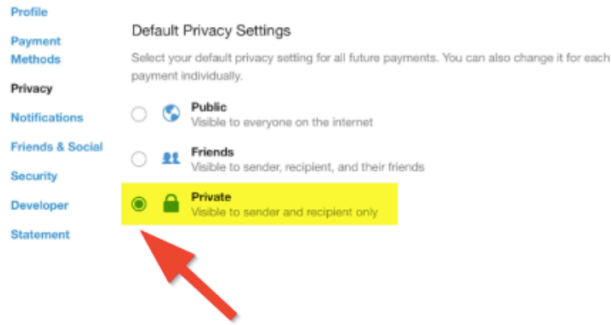 Profile
Payment
Methods
Privacy
Notifications
Friends & Social
Security
Developer
Statement
Default Privacy Settings
Select your default privacy setting for all future payments. You can also change it for each
payment individually.
Public
Visible to everyone on the internet
Friends
Visible to sender, recipient, and their friends
Private
Visible to sender and recipient only